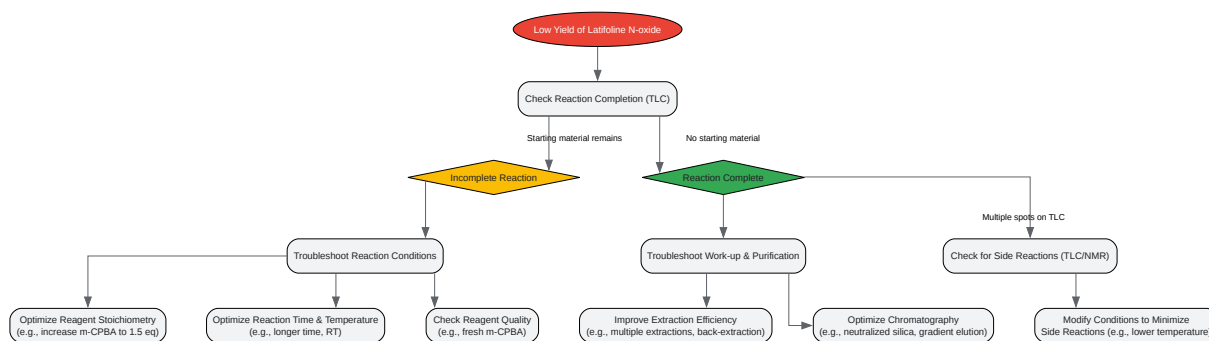 Low Yield of Latifoline N-oxide
Check Reaction Completion (TLC)
Starting material remains
No starting material
Incomplete Reaction
Reaction Complete
Multiple spots on TLC
Troubleshoot Reaction Conditions
Troubleshoot Work-up & Purification
Check for Side Reactions (TLC/NMR)
Optimize Reagent Stoichiometry
(e.g., increase m-CPBA to 1.5 eq)
Optimize Reaction Time & Temperature
(e.g., longer time, RT)
Check Reagent Quality
(e.g., fresh m-CPBA)
Improve Extraction Efficiency
(e.g., multiple extractions, back-extraction)
Optimize Chromatography
(e.g., neutralized silica, gradient elution)
Modify Conditions to Minimize
Side Reactions (e.g., lower temperature)